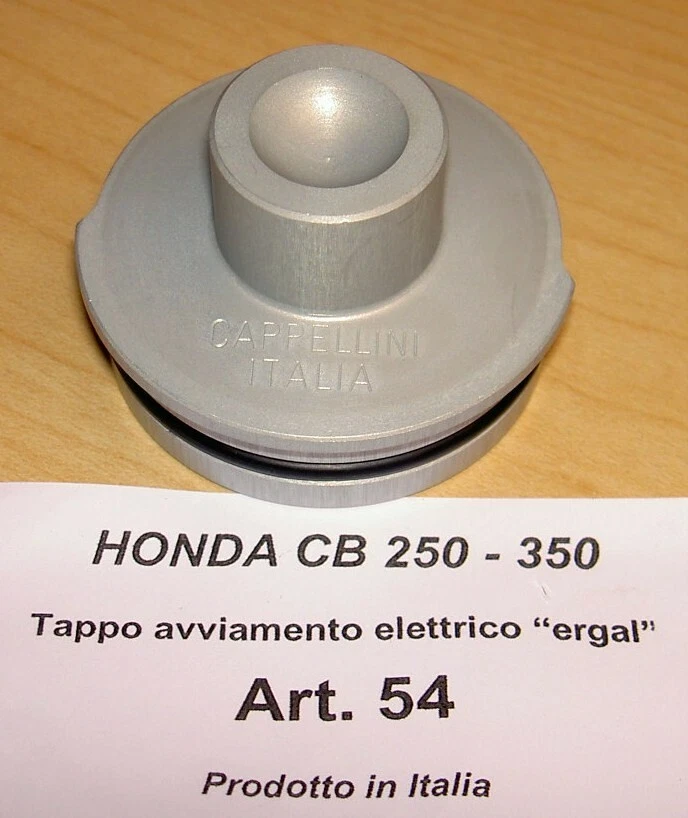 CAPPELLINI
ITALIA
HONDA CB 250 - 350
Tappo avviamento elettrico “ergal”
Art. 54
Prodotto in Italia